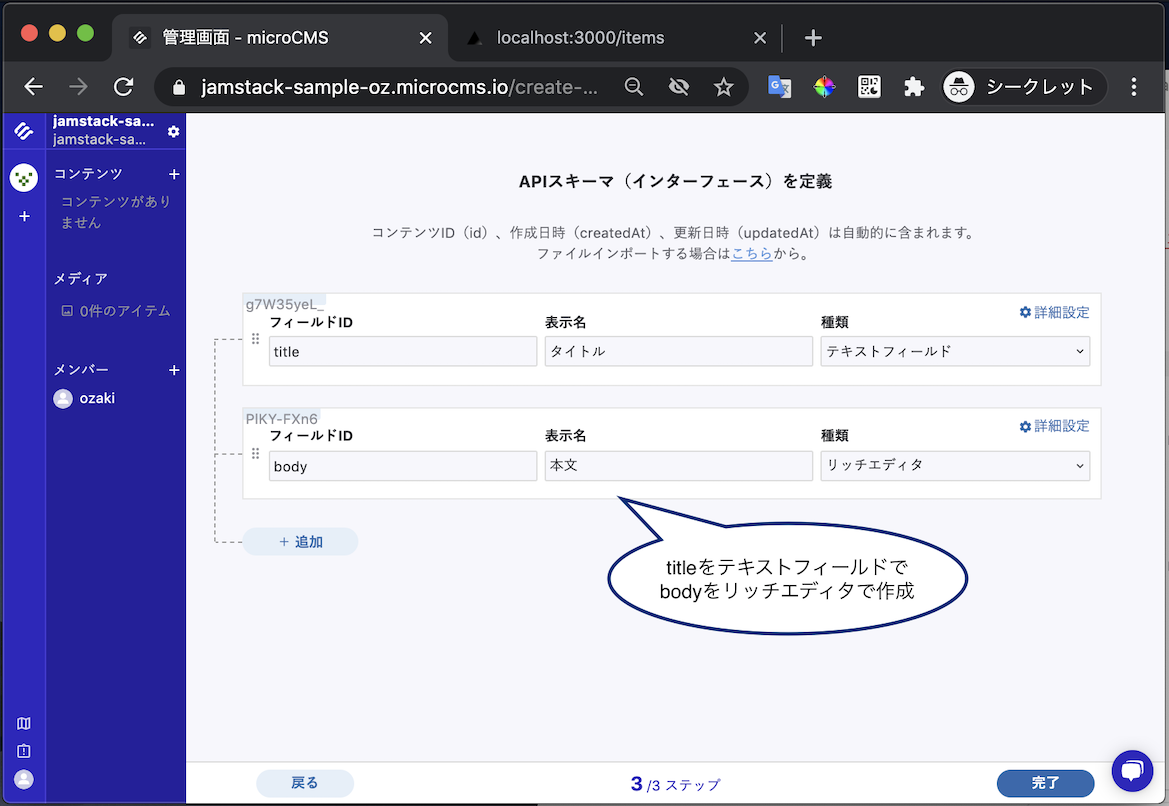 管理画面 - microCMS
localhost:3000/items
jamstack-sample-oz.microcms.io/create-...
シークレット
jamstack-sa...
jamstack-sa...
コンテンツ
コンテンツがあり
ません
メディア
0件のアイテム
メンバー
ozaki
APIスキーマ（インターフェース）を定義
コンテンツID（id）、作成日時（createdAt）、更新日時（updatedAt）は自動的に含まれます。
ファイルインポートする場合はこちらから。
g7W35yeL_
フィールドID 表示名 種類 詳細設定
title タイトル テキストフィールド
PlKY-FXn6
フィールドID 表示名 種類 詳細設定
body 本文 リッチエディタ
+ 追加
titleをテキストフィールドで
bodyをリッチエディタで作成
戻る 3 /3 ステップ 完了